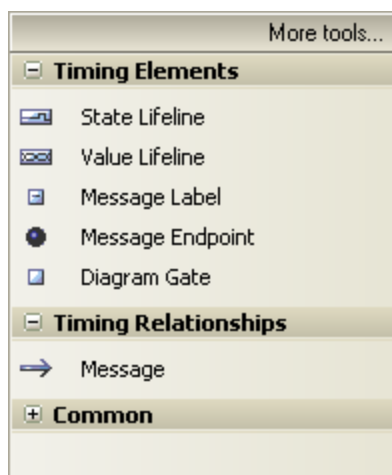 More tools...
Timing Elements
State Lifeline
Value Lifeline
Message Label
Message Endpoint
Diagram Gate
Timing Relationships
Message
Common